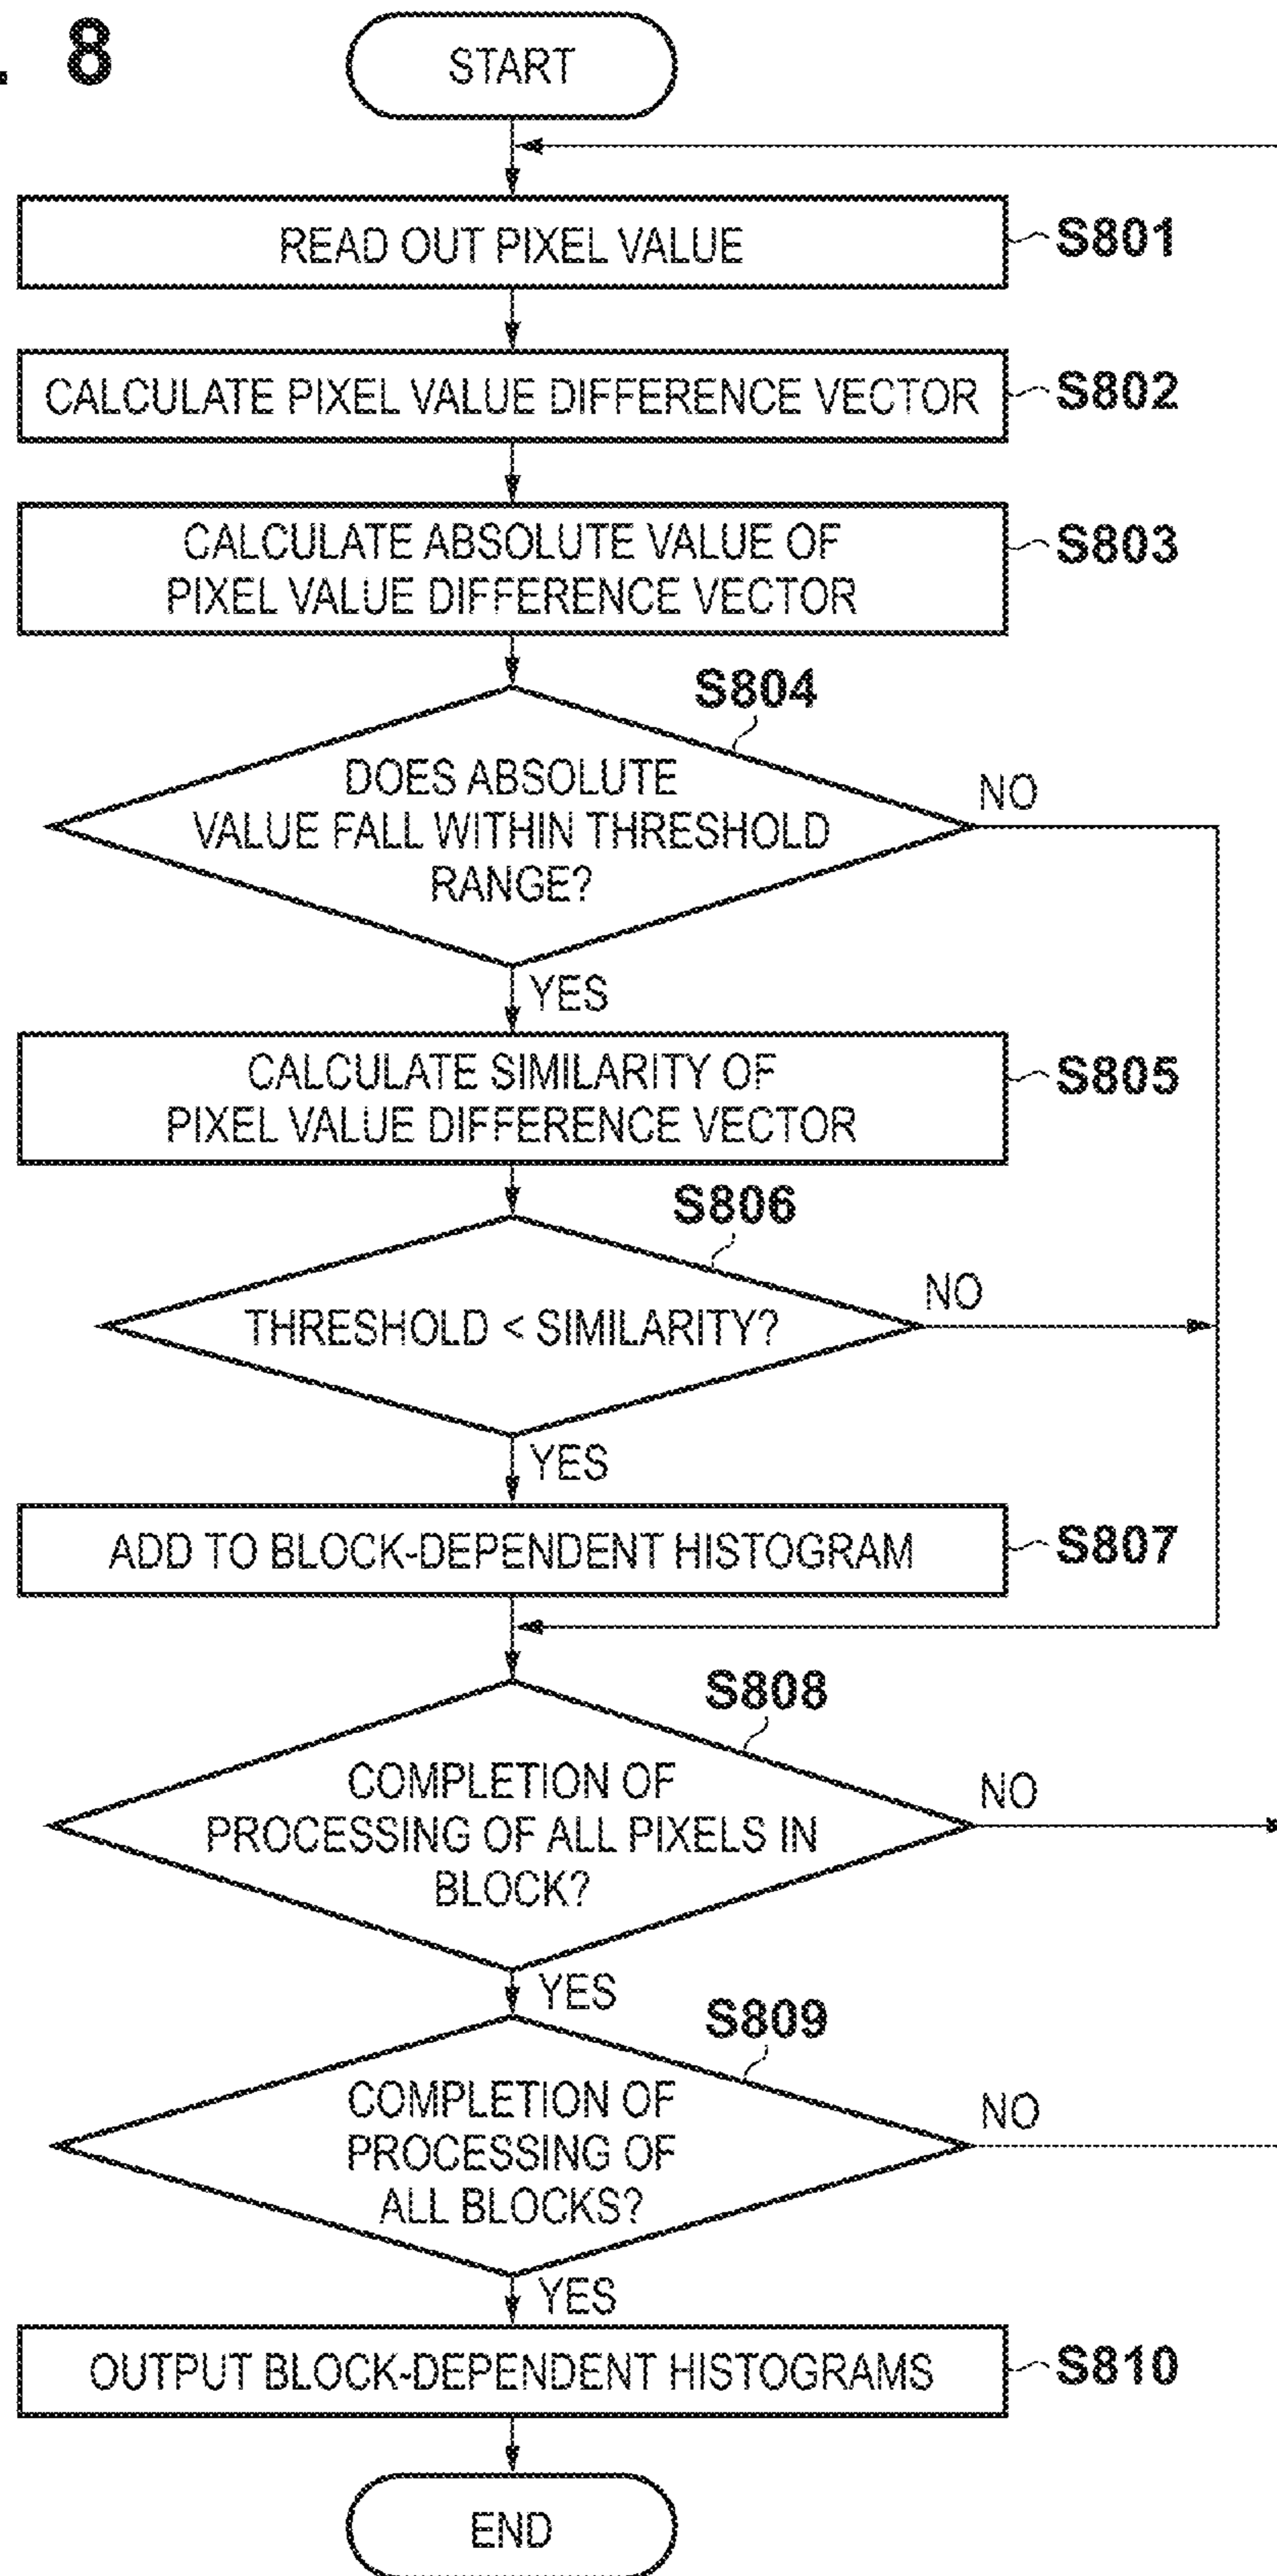 . 8
START
READ OUT PIXEL VALUE
S801
CALCULATE PIXEL VALUE DIFFERENCE VECTOR
S802
CALCULATE ABSOLUTE VALUE OF
PIXEL VALUE DIFFERENCE VECTOR
S803
S804
DOES ABSOLUTE
VALUE FALL WITHIN THRESHOLD
RANGE?
NO
YES
CALCULATE SIMILARITY OF
PIXEL VALUE DIFFERENCE VECTOR
S805
S806
THRESHOLD < SIMILARITY?
NO
YES
ADD TO BLOCK-DEPENDENT HISTOGRAM
S807
S808
COMPLETION OF
PROCESSING OF ALL PIXELS IN
BLOCK?
NO
YES
S809
COMPLETION OF
PROCESSING OF
ALL BLOCKS?
NO
YES
OUTPUT BLOCK-DEPENDENT HISTOGRAMS
S810
END